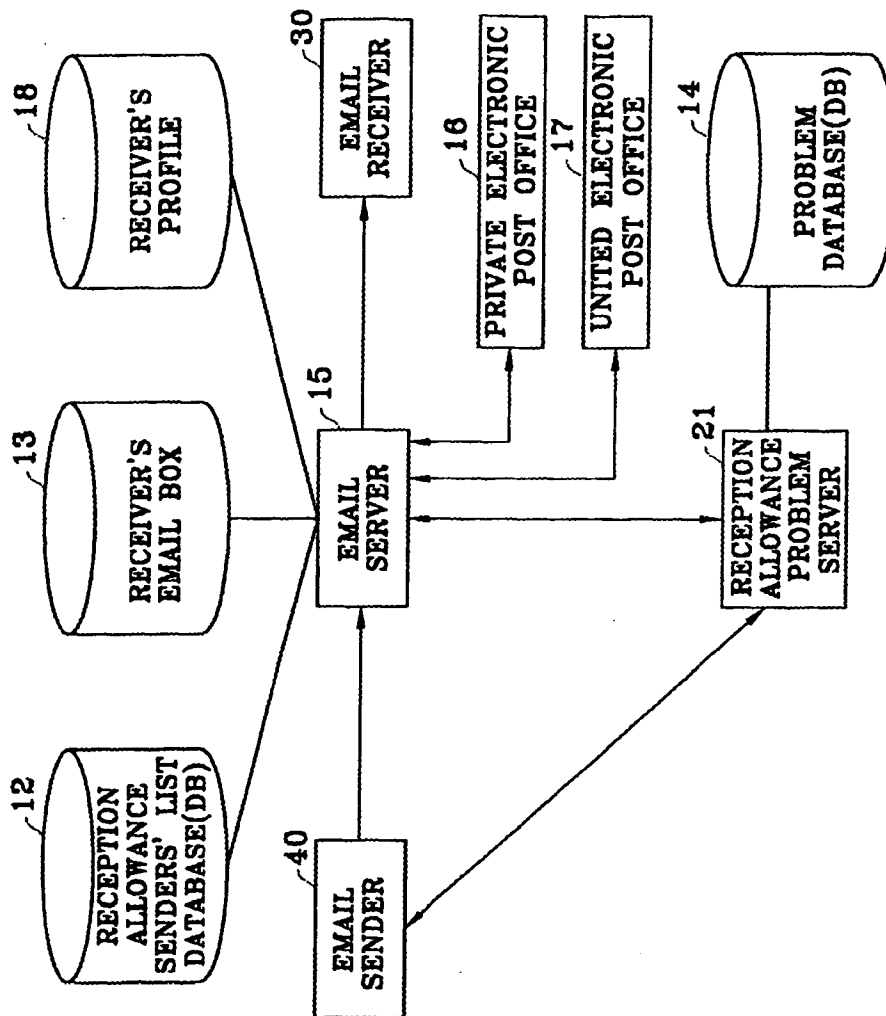 12
RECEPTION
ALLOWANCE
SENDERS' LIST
DATABASE(DB)
13
RECEIVER'S
EMAIL BOX
18
RECEIVER'S
PROFILE
40
EMAIL
SENDER
15
EMAIL
SERVER
30
EMAIL
RECEIVER
16
PRIVATE ELECTRONIC
POST OFFICE
17
UNITED ELECTRONIC
POST OFFICE
21
RECEPTION
ALLOWANCE
PROBLEM
SERVER
14
PROBLEM
DATABASE(DB)